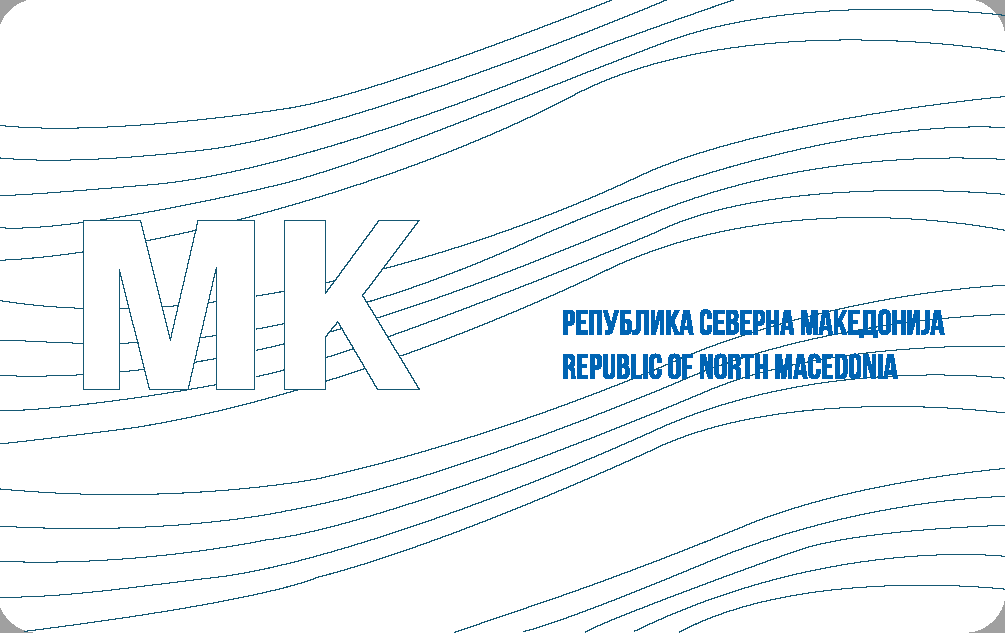 MK
РЕПУБЛИКА СЕВЕРНА МАКЕДОНИЈА
REPUBLIC OF NORTH MACEDONIA